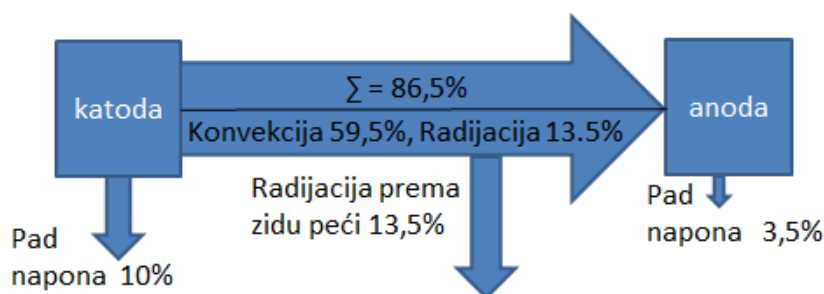 katoda
∑ = 86,5%
Konvekcija 59,5%, Radijacija 13.5%
anoda
Radijacija prema
zidu peći 13,5%
Pad
napona 10%
Pad
napona 3,5%